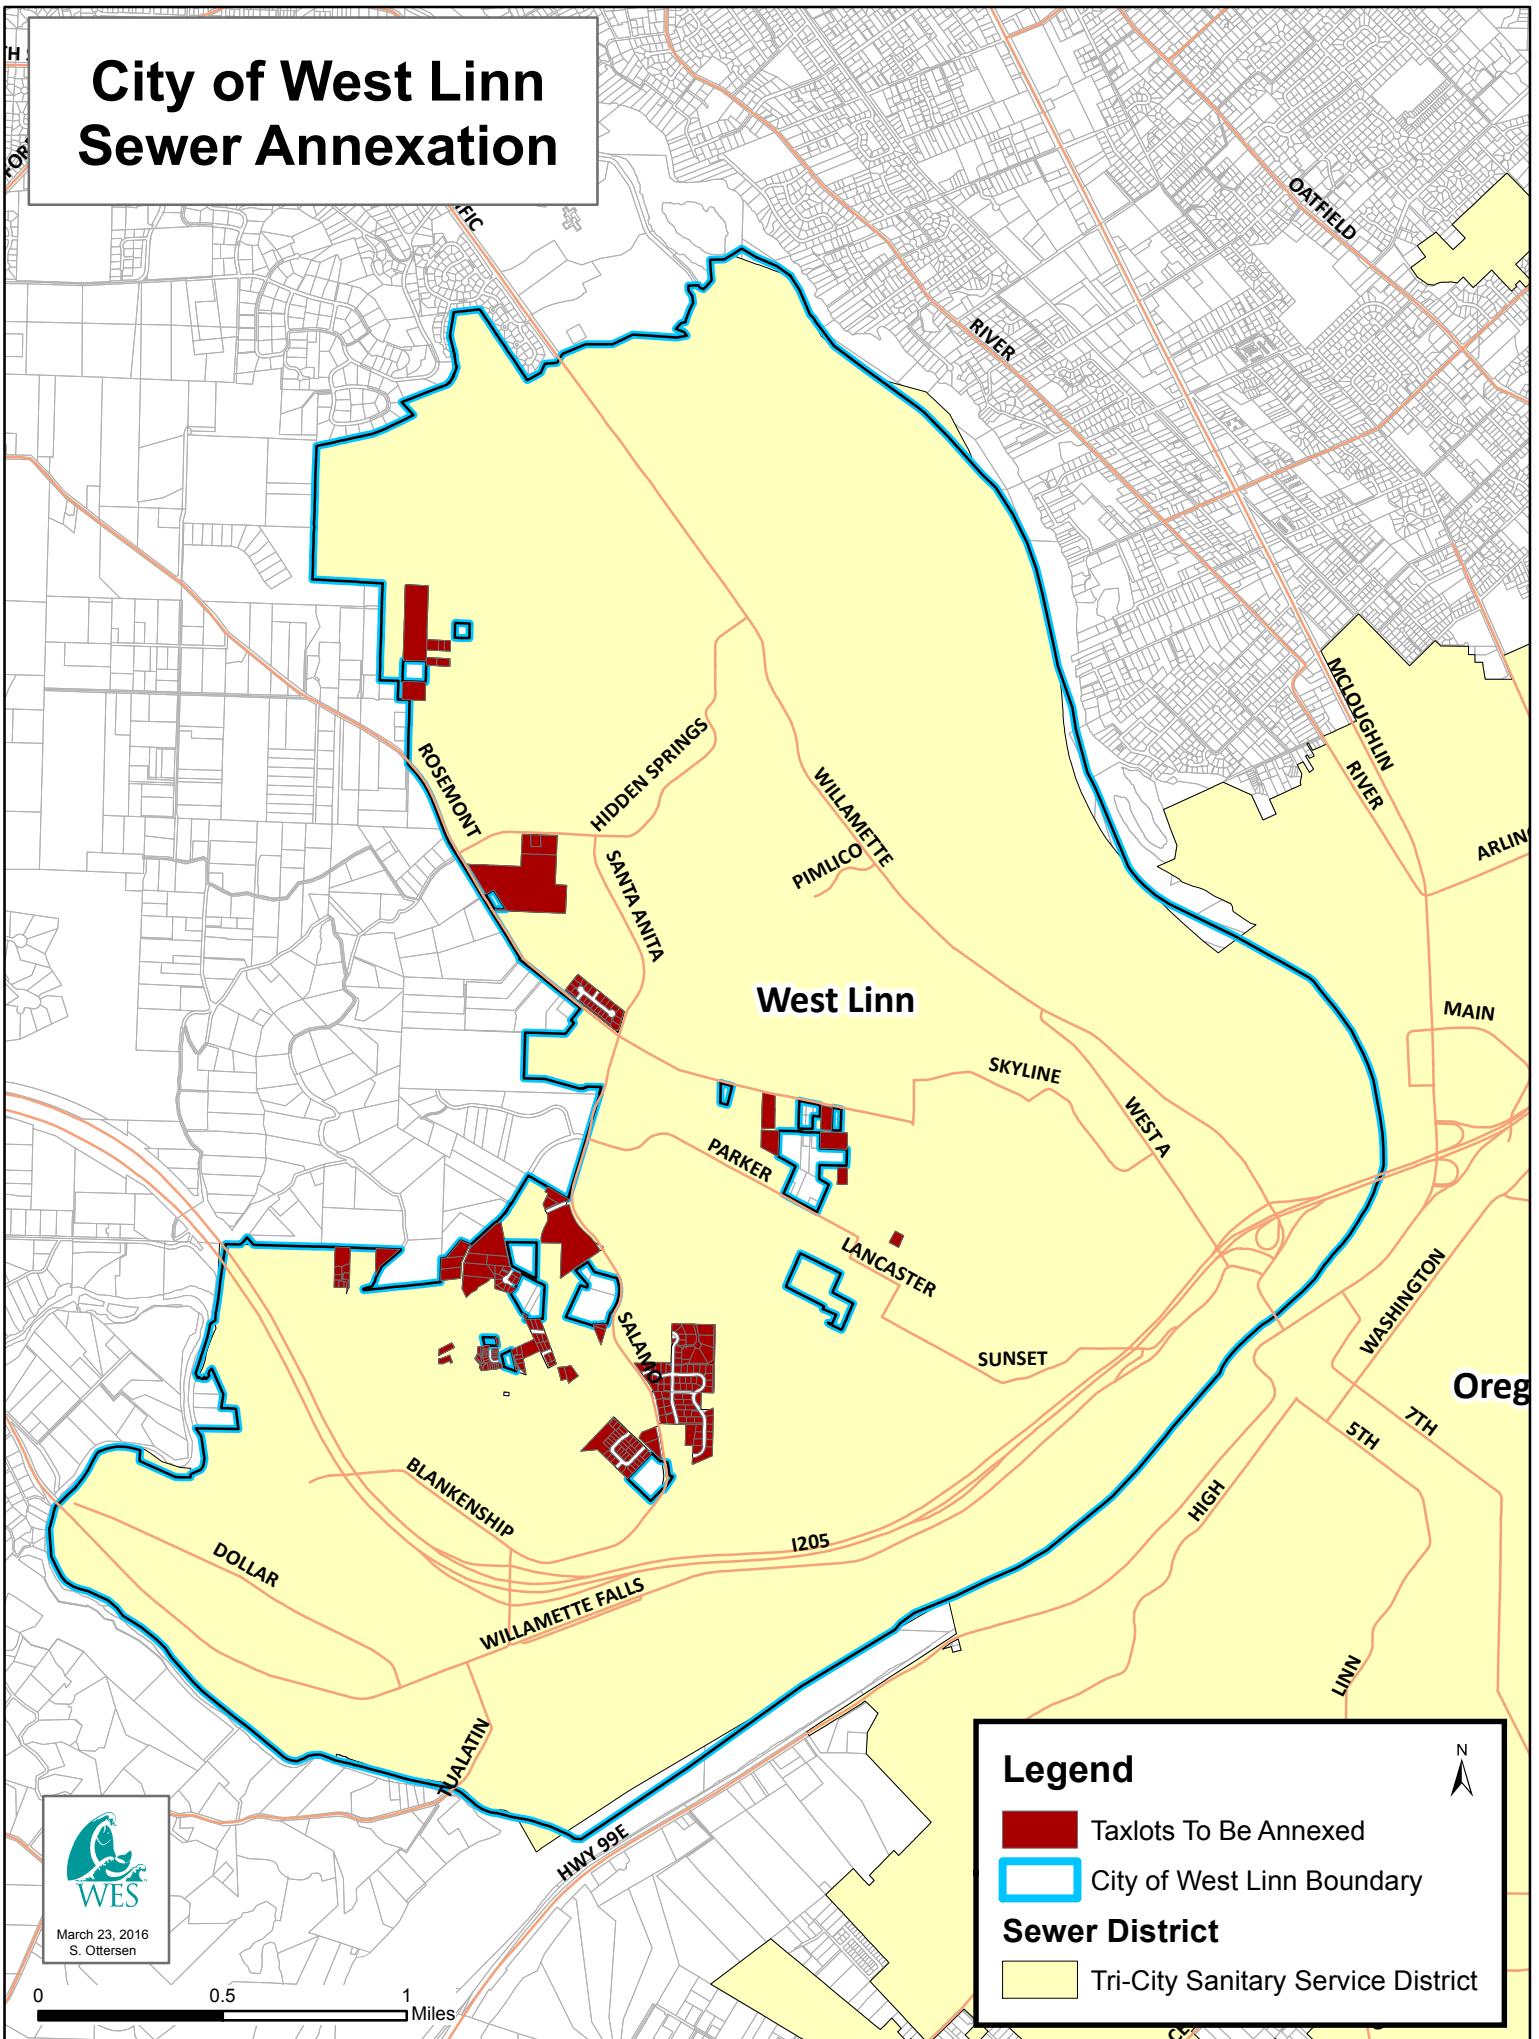 City of West Linn
Sewer Annexation
OATFIELD
RIVER
MCLOUGHLIN
RIVER
ROSEMONT
HIDDEN SPRINGS
WILLAMETTE
PIMLICO
SANTA ANITA
West Linn
MAIN
SKYLINE
WEST A
PARKER
LANCASTER
WASHINGTON
SALAMO
SUNSET
Oreg
7TH
5TH
BLANKENSHIP
HIGH
I205
DOLLAR
WILLAMETTE FALLS
LINN
TUALATIN
HWY 99E
Legend
N
Taxlots To Be Annexed
City of West Linn Boundary
Sewer District
Tri-City Sanitary Service District
WES
March 23, 2016
S. Ottersen
0 0.5 1
Miles